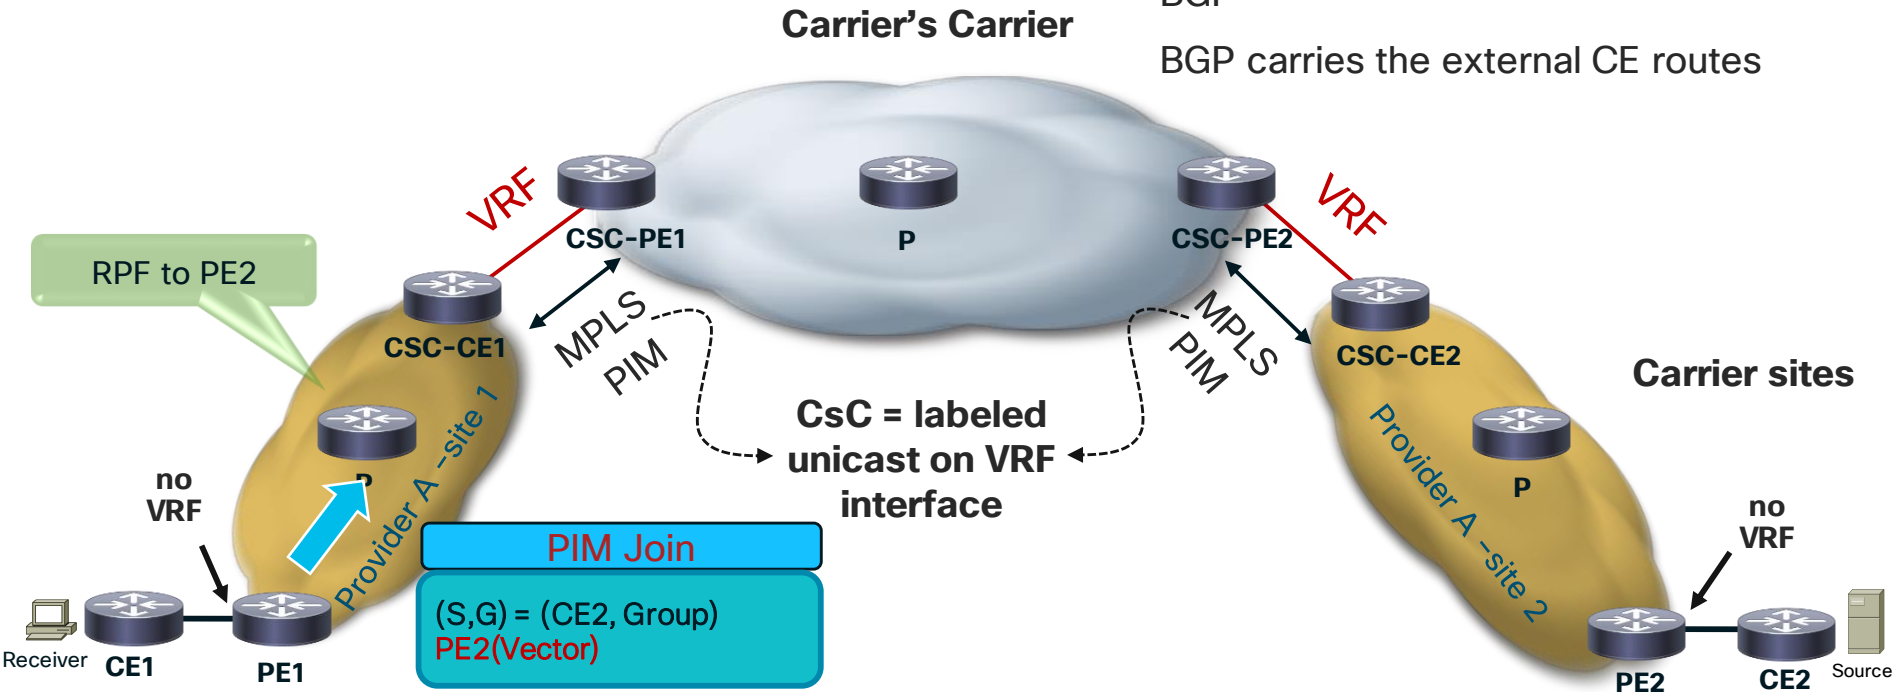 BGP
Carrier's Carrier
BGP carries the external CE routes
VRF
VRF
CSC-PE1
P
CSC-PE2
RPF to PE2
MPLS
PIM
MPLS
PIM
CSC-CE1
CSC-CE2
Carrier sites
CsC = labeled
unicast on VRF
interface
Provider A -site 1
Provider A -site 2
P
P
no
VRF
no
VRF
PIM Join
(S,G) = (CE2, Group)
PE2(Vector)
Receiver
CE1
PE1
PE2
CE2
Source